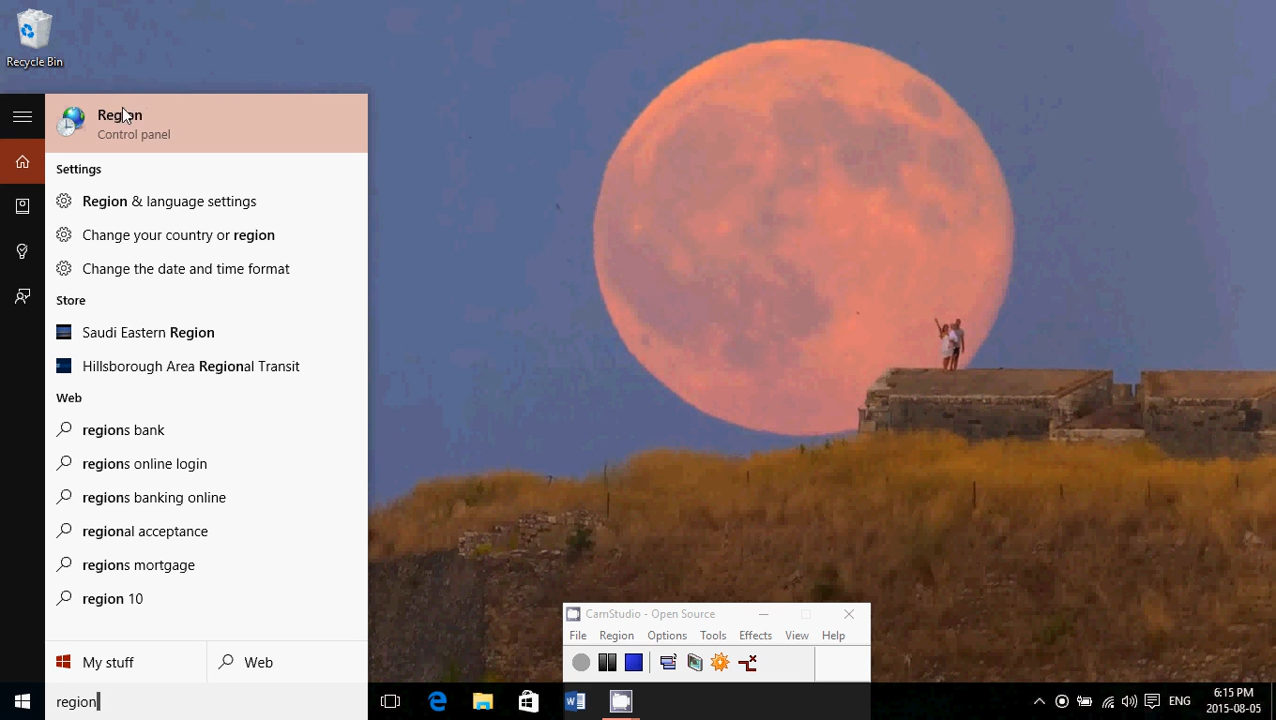 Recycle Bin
Region
Control panel
Settings
Region & language settings
Change your country or region
Change the date and time format
Store
Saudi Eastern Region
Hillsborough Area Regional Transit
Web
regions bank
regions online login
regions banking online
regional acceptance
regions mortgage
region 10
My stuff
Web
region
CamStudio - Open Source
File Region Options Tools Effects View Help
ENG
6:15 PM
2015-08-05